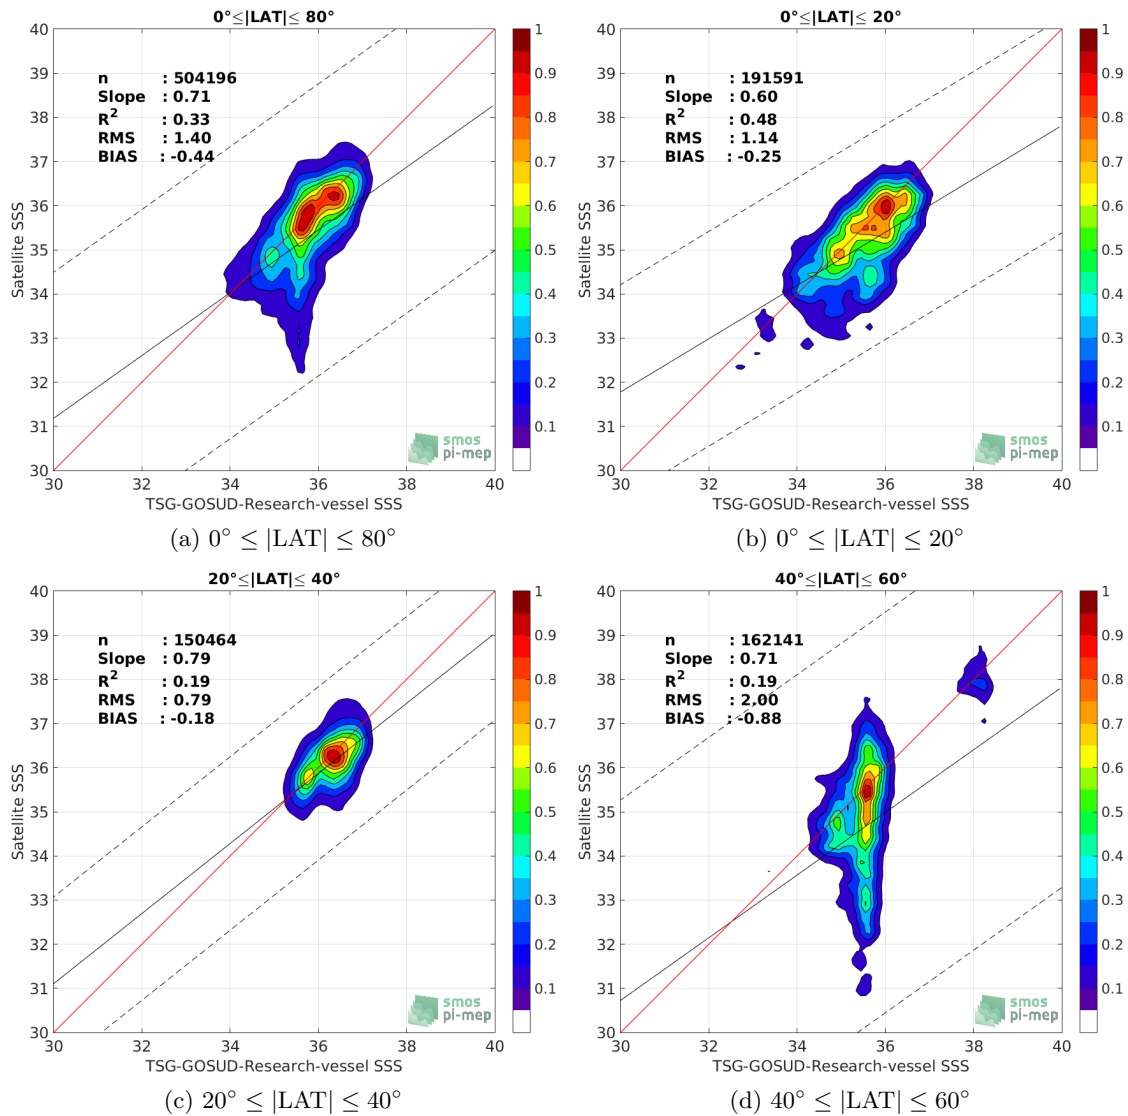 0°≤|LAT|≤ 80°
n : 504196
Slope : 0.71
R2 : 0.33
RMS : 1.40
BIAS : -0.44
40
39
38
37
36
35
34
33
32
31
30
30 32 34 36 38 40
Satellite SSS
TSG-GOSUD-Research-vessel SSS
smos
pi-mep
1
0.9
0.8
0.7
0.6
0.5
0.4
0.3
0.2
0.1
(a) 0° ≤ |LAT| ≤ 80°
0°≤|LAT|≤ 20°
n : 191591
Slope : 0.60
R2 : 0.48
RMS : 1.14
BIAS : -0.25
40
39
38
37
36
35
34
33
32
31
30
30 32 34 36 38 40
Satellite SSS
TSG-GOSUD-Research-vessel SSS
smos
pi-mep
1
0.9
0.8
0.7
0.6
0.5
0.4
0.3
0.2
0.1
(b) 0° ≤ |LAT| ≤ 20°
20°≤|LAT|≤ 40°
n : 150464
Slope : 0.79
R2 : 0.19
RMS : 0.79
BIAS : -0.18
40
39
38
37
36
35
34
33
32
31
30
30 32 34 36 38 40
Satellite SSS
TSG-GOSUD-Research-vessel SSS
smos
pi-mep
1
0.9
0.8
0.7
0.6
0.5
0.4
0.3
0.2
0.1
(c) 20° ≤ |LAT| ≤ 40°
40°≤|LAT|≤ 60°
n : 162141
Slope : 0.71
R2 : 0.19
RMS : 2.00
BIAS : -0.88
40
39
38
37
36
35
34
33
32
31
30
30 32 34 36 38 40
Satellite SSS
TSG-GOSUD-Research-vessel SSS
smos
pi-mep
1
0.9
0.8
0.7
0.6
0.5
0.4
0.3
0.2
0.1
(d) 40° ≤ |LAT| ≤ 60°